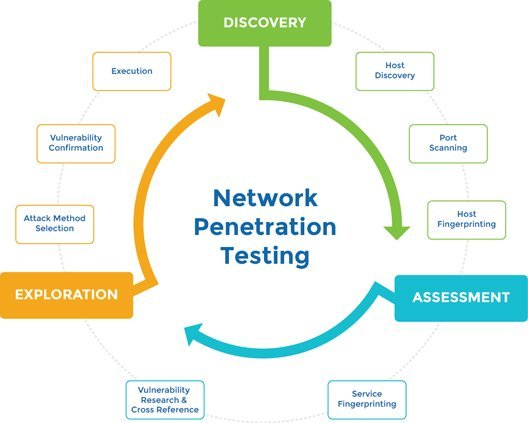 DISCOVERY
Host
Discovery
Port
Scanning
Host
Fingerprinting
ASSESSMENT
Service
Fingerprinting
Vulnerability
Research &
Cross Reference
EXPLORATION
Attack Method
Selection
Vulnerability
Confirmation
Execution
Network
Penetration
Testing